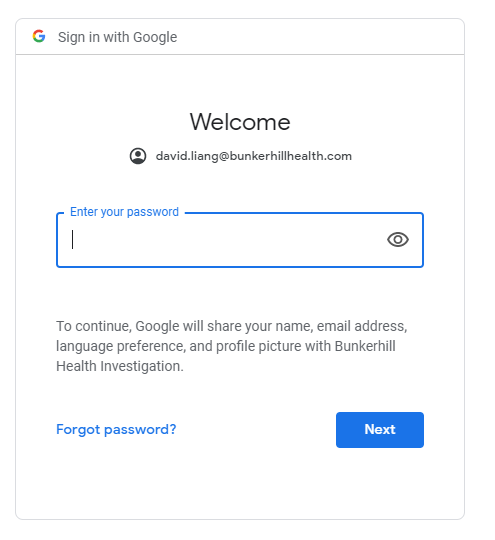 Sign in with Google
Welcome
david.liang@bunkerhillhealth.com
Enter your password
To continue, Google will share your name, email address,
language preference, and profile picture with Bunkerhill
Health Investigation.
Forgot password?
Next